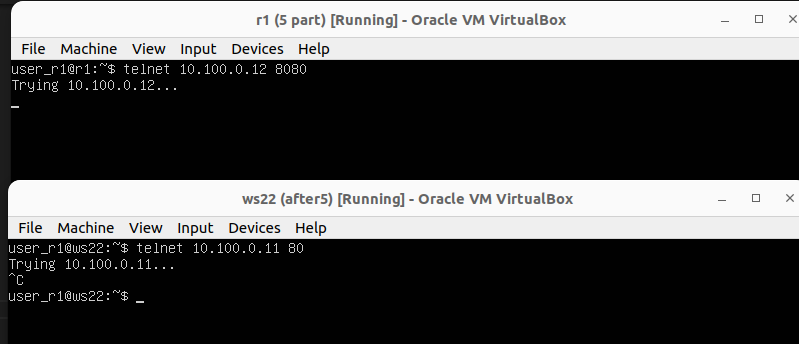 r1 (5 part) [Running] - Oracle VM VirtualBox
File Machine View Input Devices Help
user_r1@r1:~$ telnet 10.100.0.12 8080
Trying 10.100.0.12...
_
ws22 (after5) [Running] - Oracle VM VirtualBox
File Machine View Input Devices Help
user_r1@ws22:~$ telnet 10.100.0.11 80
Trying 10.100.0.11...
^C
user_r1@ws22:~$ _